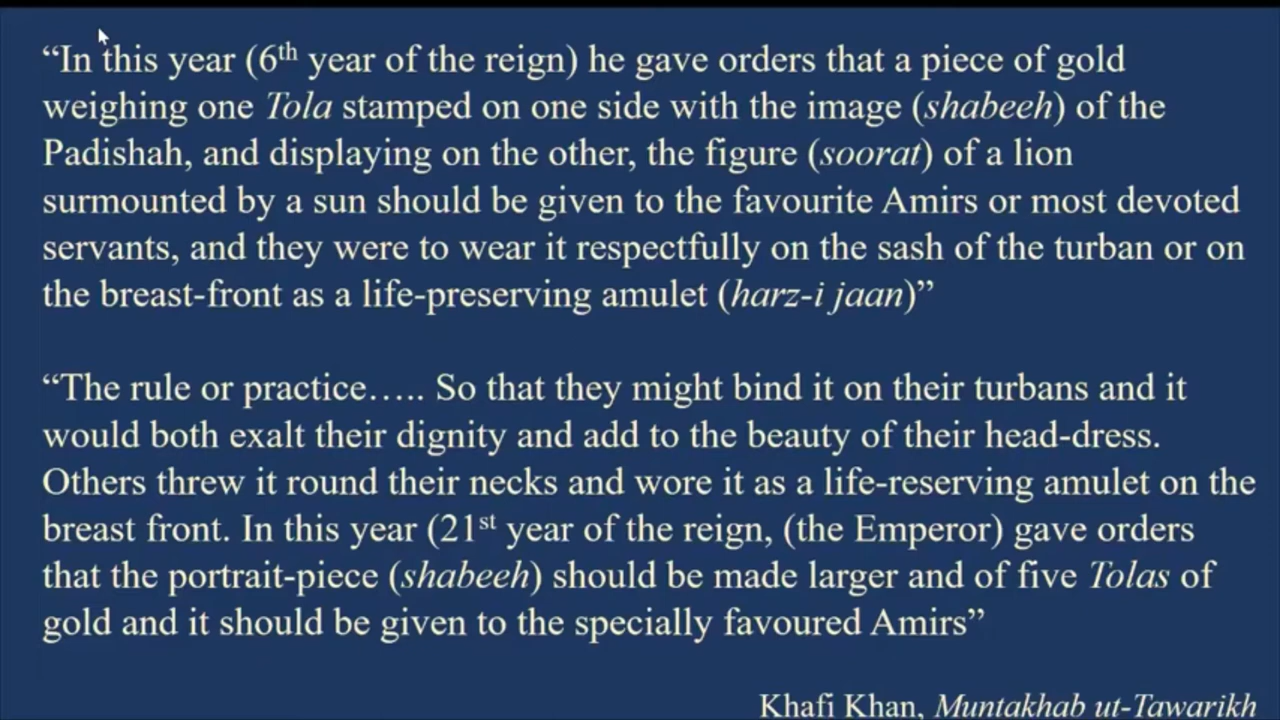 “In this year (6th year of the reign) he gave orders that a piece of gold
weighing one Tola stamped on one side with the image (shabeeh) of the
Padishah, and displaying on the other, the figure (soorat) of a lion
surmounted by a sun should be given to the favourite Amirs or most devoted
servants, and they were to wear it respectfully on the sash of the turban or on
the breast-front as a life-preserving amulet (harz-i jaan)”
“The rule or practice….. So that they might bind it on their turbans and it
would both exalt their dignity and add to the beauty of their head-dress.
Others threw it round their necks and wore it as a life-reserving amulet on the
breast front. In this year (21st year of the reign, (the Emperor) gave orders
that the portrait-piece (shabeeh) should be made larger and of five Tolas of
gold and it should be given to the specially favoured Amirs”
Khafi Khan, Muntakhab ut-Tawarikh